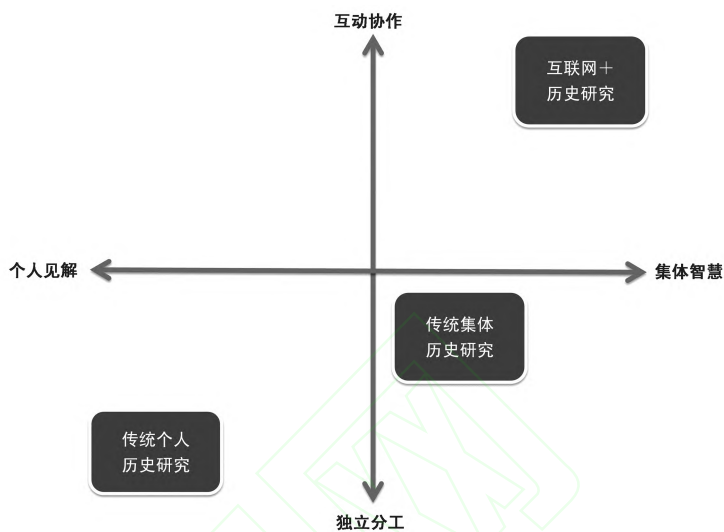 互动协作
互联网＋
历史研究
个人见解
集体智慧
传统集体
历史研究
传统个人
历史研究
独立分工